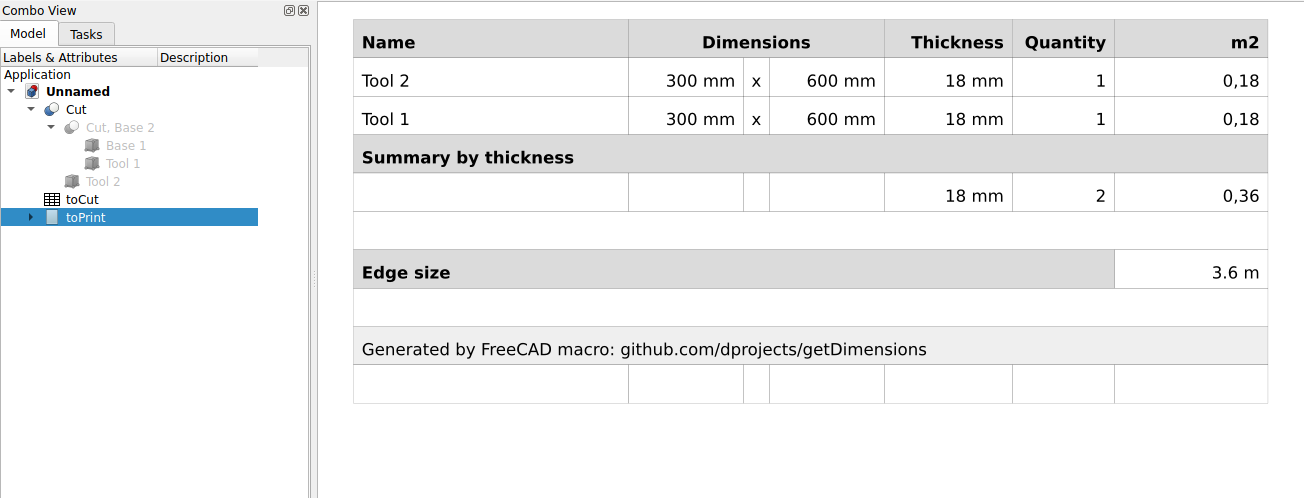 Combo View
Model Tasks
Labels & Attributes Description
Application
Unnamed
Cut
Cut, Base 2
Base 1
Tool 1
Tool 2
toCut
toPrint
Name Dimensions Thickness Quantity m2
Tool 2 300 mm x 600 mm 18 mm 1 0,18
Tool 1 300 mm x 600 mm 18 mm 1 0,18
Summary by thickness
18 mm 2 0,36
Edge size 3.6 m
Generated by FreeCAD macro: github.com/dprojects/getDimensions